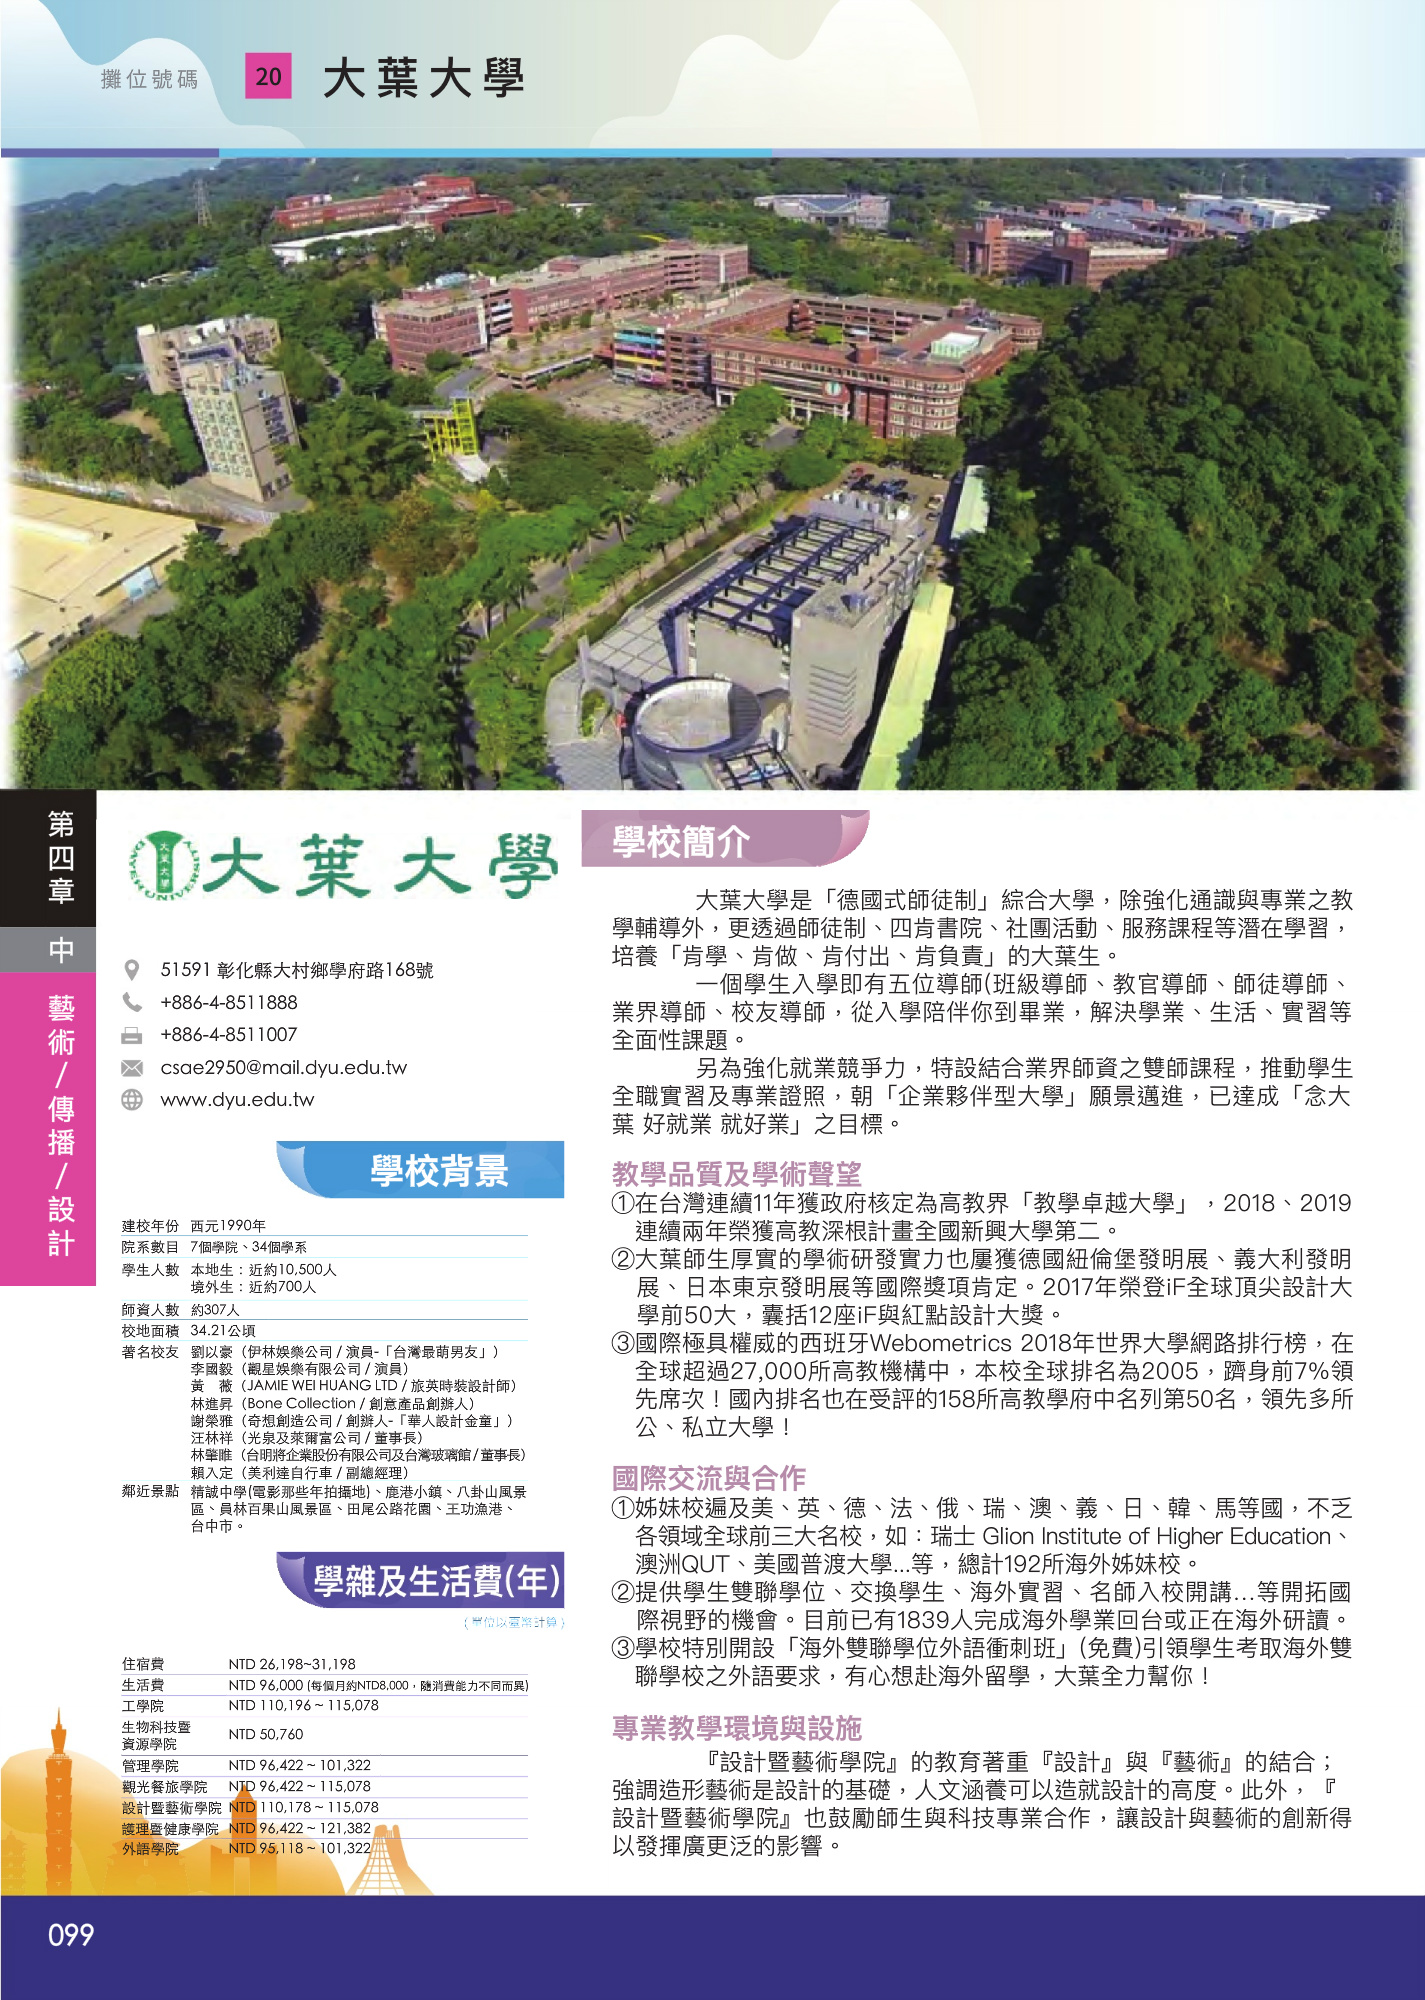 攤位號碼 20 大葉大學
第四章
中
藝術/傳播/設計
大葉大學
51591 彰化縣大村鄉學府路168號
+886-4-8511888
+886-4-8511007
csae2950@mail.dyu.edu.tw
www.dyu.edu.tw
學校背景
建校年份 西元1990年
院系數目 7個學院、34個學系
學生人數 本地生：近約10,500人
境外生：近約700人
師資人數 約307人
校地面積 34.21公頃
著名校友 劉以豪（伊林娛樂公司 / 演員-「台灣最萌男友」）
李國毅（觀星娛樂有限公司 / 演員）
黃　薇（JAMIE WEI HUANG LTD / 旅英時裝設計師）
林進昇（Bone Collection / 創意產品創辦人）
謝榮雅（奇想創造公司 / 創辦人-「華人設計金童」）
汪林祥（光泉及萊爾富公司 / 董事長）
林肇睢（台明將企業股份有限公司及台灣玻璃館 / 董事長）
賴入定（美利達自行車 / 副總經理）
鄰近景點 精誠中學(電影那些年拍攝地)、鹿港小鎮、八卦山風景
區、員林百果山風景區、田尾公路花園、王功漁港、
台中市。
學雜及生活費(年)
(單位以臺幣計算)
住宿費 NTD 26,198~31,198
生活費 NTD 96,000 (每個月約NTD8,000，隨消費能力不同而異)
工學院 NTD 110,196 ~ 115,078
生物科技暨
資源學院 NTD 50,760
管理學院 NTD 96,422 ~ 101,322
觀光餐旅學院 NTD 96,422 ~ 115,078
設計暨藝術學院 NTD 110,178 ~ 115,078
護理暨健康學院 NTD 96,422 ~ 121,382
外語學院 NTD 95,118 ~ 101,322
學校簡介
大葉大學是「德國式師徒制」綜合大學，除強化通識與專業之教
學輔導外，更透過師徒制、四肯書院、社團活動、服務課程等潛在學習，
培養「肯學、肯做、肯付出、肯負責」的大葉生。
一個學生入學即有五位導師(班級導師、教官導師、師徒導師、
業界導師、校友導師，從入學陪伴你到畢業，解決學業、生活、實習等
全面性課題。
另為強化就業競爭力，特設結合業界師資之雙師課程，推動學生
全職實習及專業證照，朝「企業夥伴型大學」願景邁進，已達成「念大
葉 好就業 就好業」之目標。
教學品質及學術聲望
①在台灣連續11年獲政府核定為高教界「教學卓越大學」，2018、2019
連續兩年榮獲高教深根計畫全國新興大學第二。
②大葉師生厚實的學術研發實力也屢獲德國紐倫堡發明展、義大利發明
展、日本東京發明展等國際獎項肯定。2017年榮登iF全球頂尖設計大
學前50大，囊括12座iF與紅點設計大獎。
③國際極具權威的西班牙Webometrics 2018年世界大學網路排行榜，在
全球超過27,000所高教機構中，本校全球排名為2005，躋身前7%領
先席次！國內排名也在受評的158所高教學府中名列第50名，領先多所
公、私立大學！
國際交流與合作
①姊妹校遍及美、英、德、法、俄、瑞、澳、義、日、韓、馬等國，不乏
各領域全球前三大名校，如：瑞士 Glion Institute of Higher Education、
澳洲QUT、美國普渡大學...等，總計192所海外姊妹校。
②提供學生雙聯學位、交換學生、海外實習、名師入校開講...等開拓國
際視野的機會。目前已有1839人完成海外學業回台或正在海外研讀。
③學校特別開設「海外雙聯學位外語衝刺班」(免費)引領學生考取海外雙
聯學校之外語要求，有心想赴海外留學，大葉全力幫你！
專業教學環境與設施
『設計暨藝術學院』的教育著重『設計』與『藝術』的結合；
強調造形藝術是設計的基礎，人文涵養可以造就設計的高度。此外，『
設計暨藝術學院』也鼓勵師生與科技專業合作，讓設計與藝術的創新得
以發揮廣更泛的影響。
099